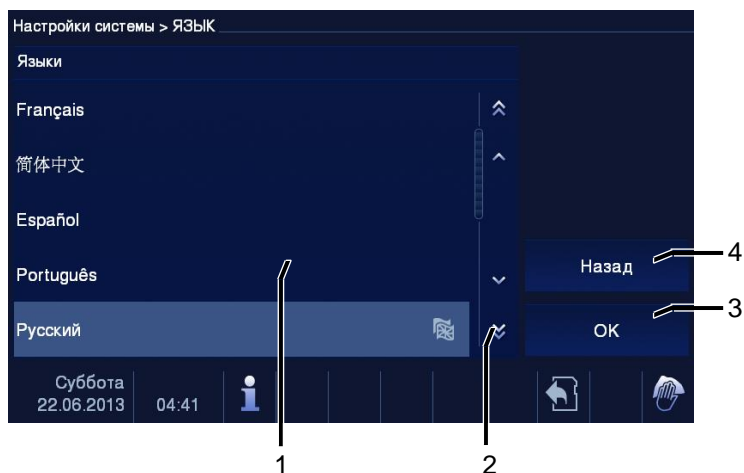 Настройки системы > ЯЗЫК
Языки
Français
简体中文
Español
Português
Русский
Назад
OK
4
3
Суббота
22.06.2013 04:41
1
2